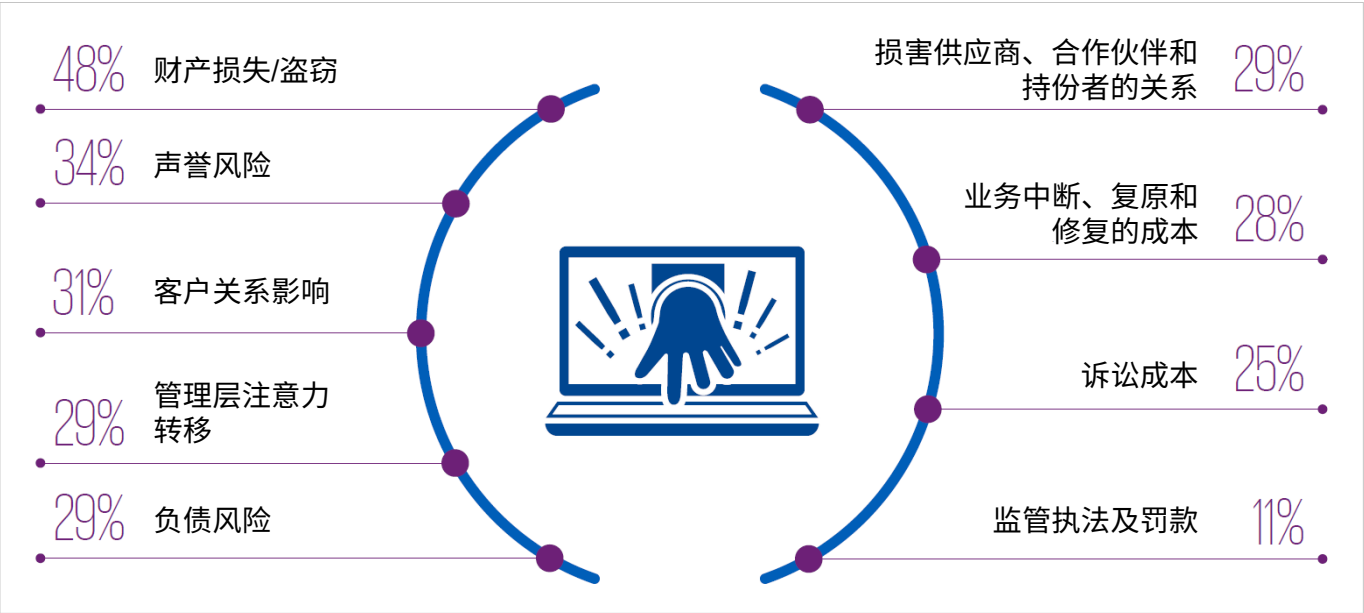 48% 财产损失/盗窃
34% 声誉风险
31% 客户关系影响
29% 管理层注意力
转移
29% 负债风险
损害供应商、合作伙伴和
持份者的关系 29%
业务中断、复原和
修复的成本 28%
诉讼成本 25%
监管执法及罚款 11%